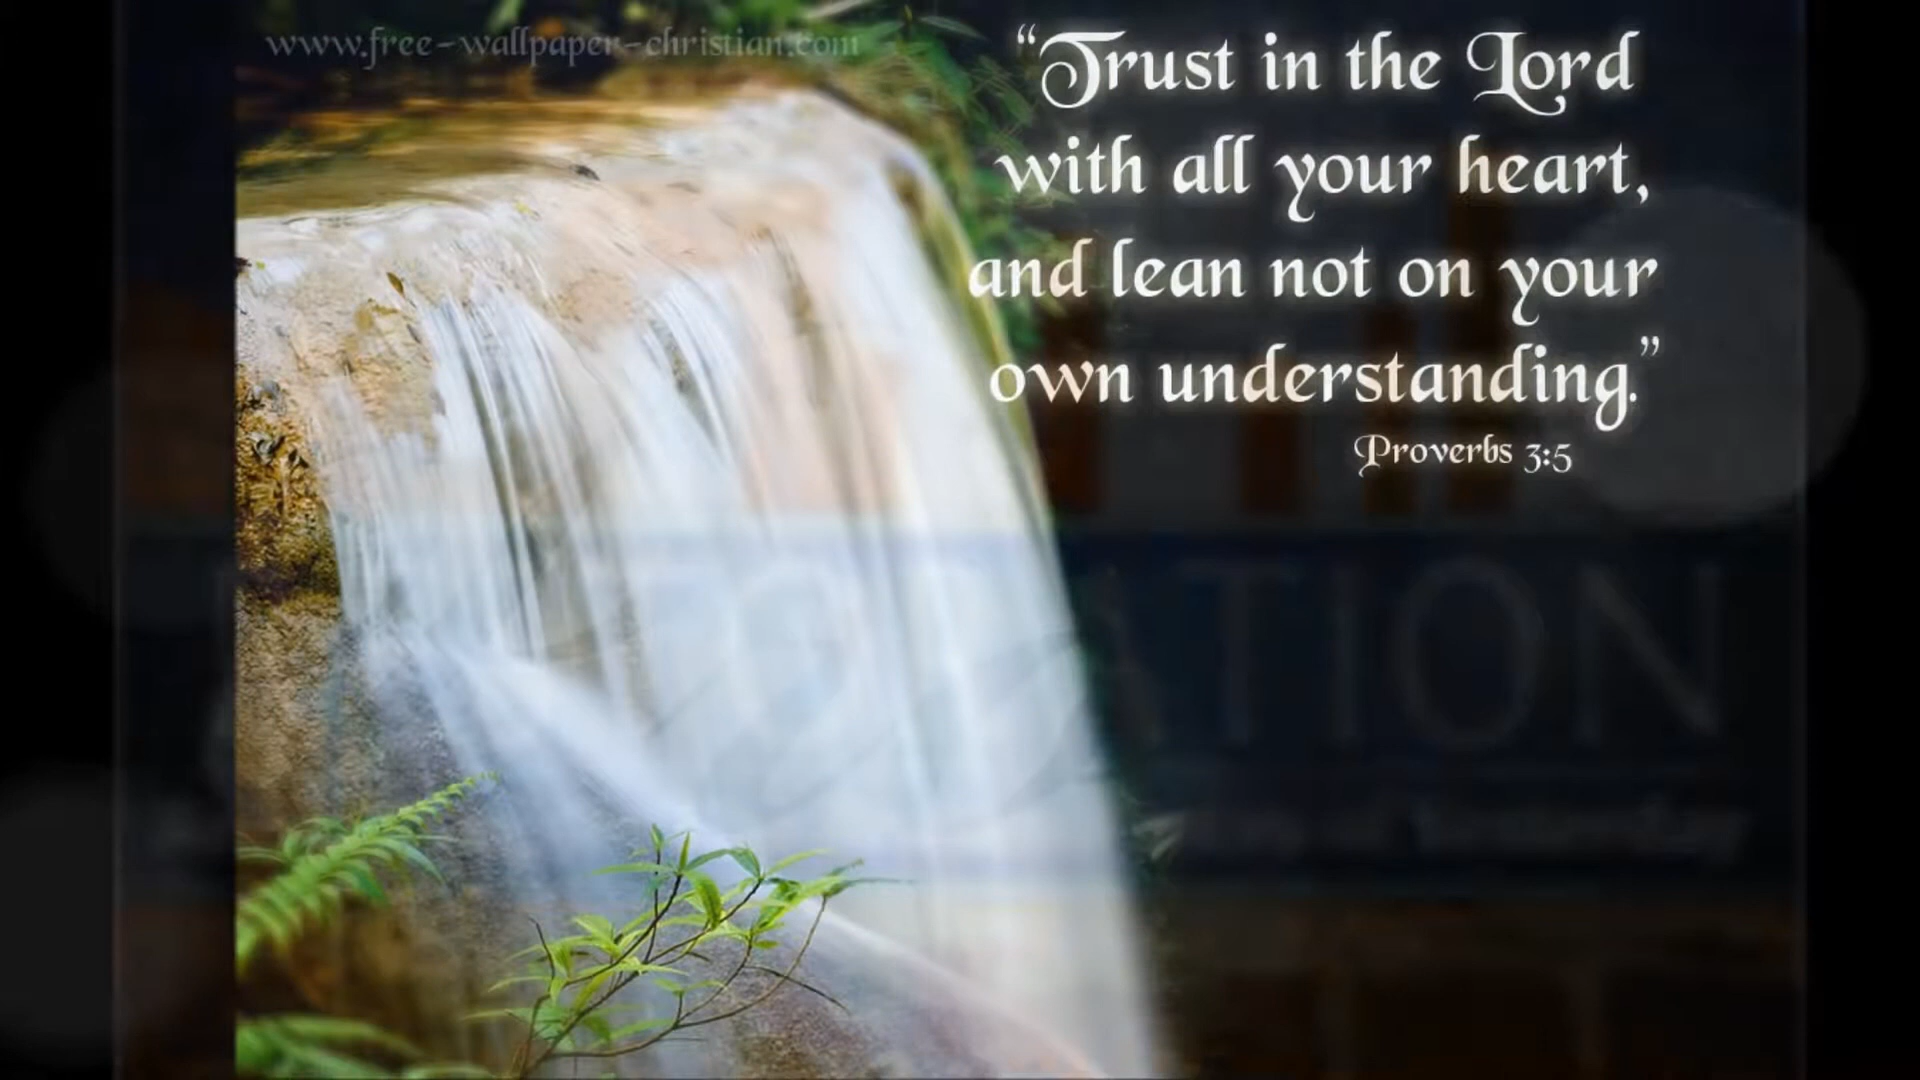 www.free-wallpaper-christian.com
“Trust in the Lord
with all your heart,
and lean not on your
own understanding.”
Proverbs 3:5